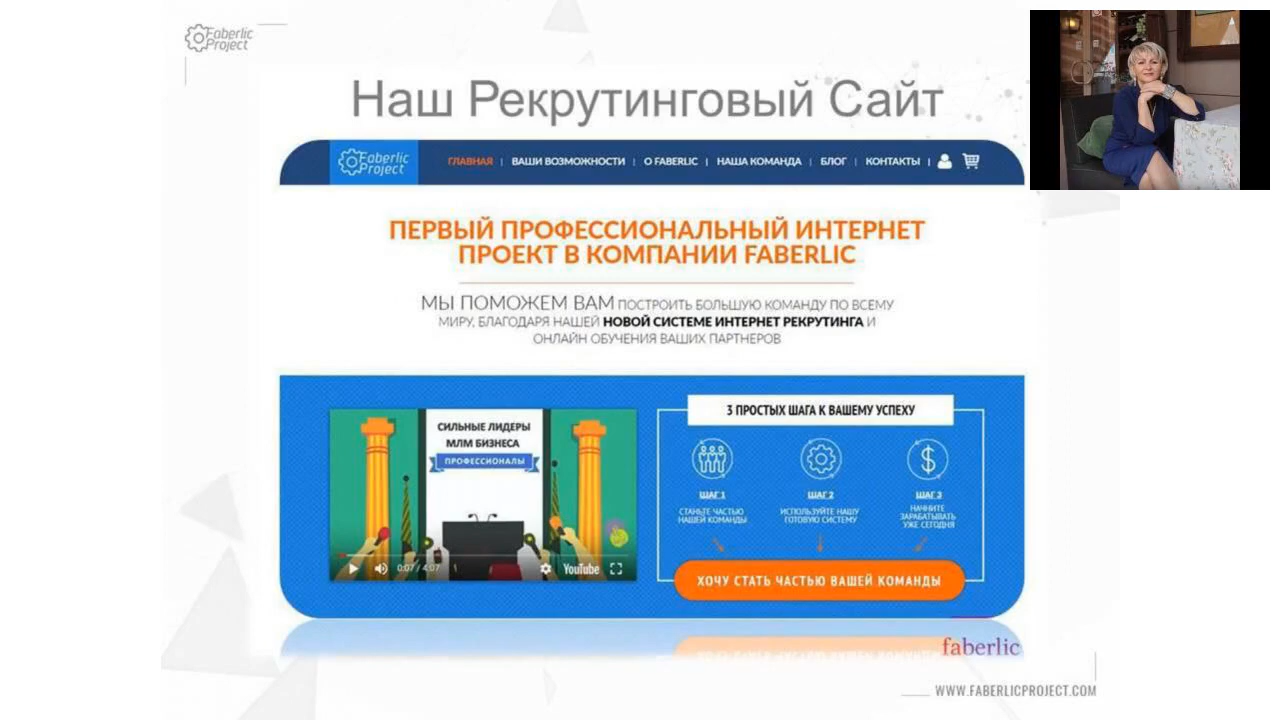 Faberlic
Project
Наш Рекрутинговый Сайт
Faberlic
Project
ГЛАВНАЯ | ВАШИ ВОЗМОЖНОСТИ | О FABERLIC | НАША КОМАНДА | БЛОГ | КОНТАКТЫ |
ПЕРВЫЙ ПРОФЕССИОНАЛЬНЫЙ ИНТЕРНЕТ
ПРОЕКТ В КОМПАНИИ FABERLIC
МЫ ПОМОЖЕМ ВАМ ПОСТРОИТЬ БОЛЬШУЮ КОМАНДУ ПО ВСЕМУ
МИРУ, БЛАГОДАРЯ НАШЕЙ НОВОЙ СИСТЕМЕ ИНТЕРНЕТ РЕКРУТИНГА И
ОНЛАЙН ОБУЧЕНИЯ ВАШИХ ПАРТНЕРОВ
СИЛЬНЫЕ ЛИДЕРЫ
МЛМ БИЗНЕСА
ПРОФЕССИОНАЛЫ
0:07 / 4:07
YouTube
3 ПРОСТЫХ ШАГА К ВАШЕМУ УСПЕХУ
ШАГ 1
СТАНЬТЕ ЧАСТЬЮ
НАШЕЙ КОМАНДЫ
ШАГ 2
ИСПОЛЬЗУЙТЕ НАШУ
ГОТОВУЮ СИСТЕМУ
ШАГ 3
НАЧНИТЕ
ЗАРАБАТЫВАТЬ
УЖЕ СЕГОДНЯ
ХОЧУ СТАТЬ ЧАСТЬЮ ВАШЕЙ КОМАНДЫ
faberlic
WWW.FABERLICPROJECT.COM